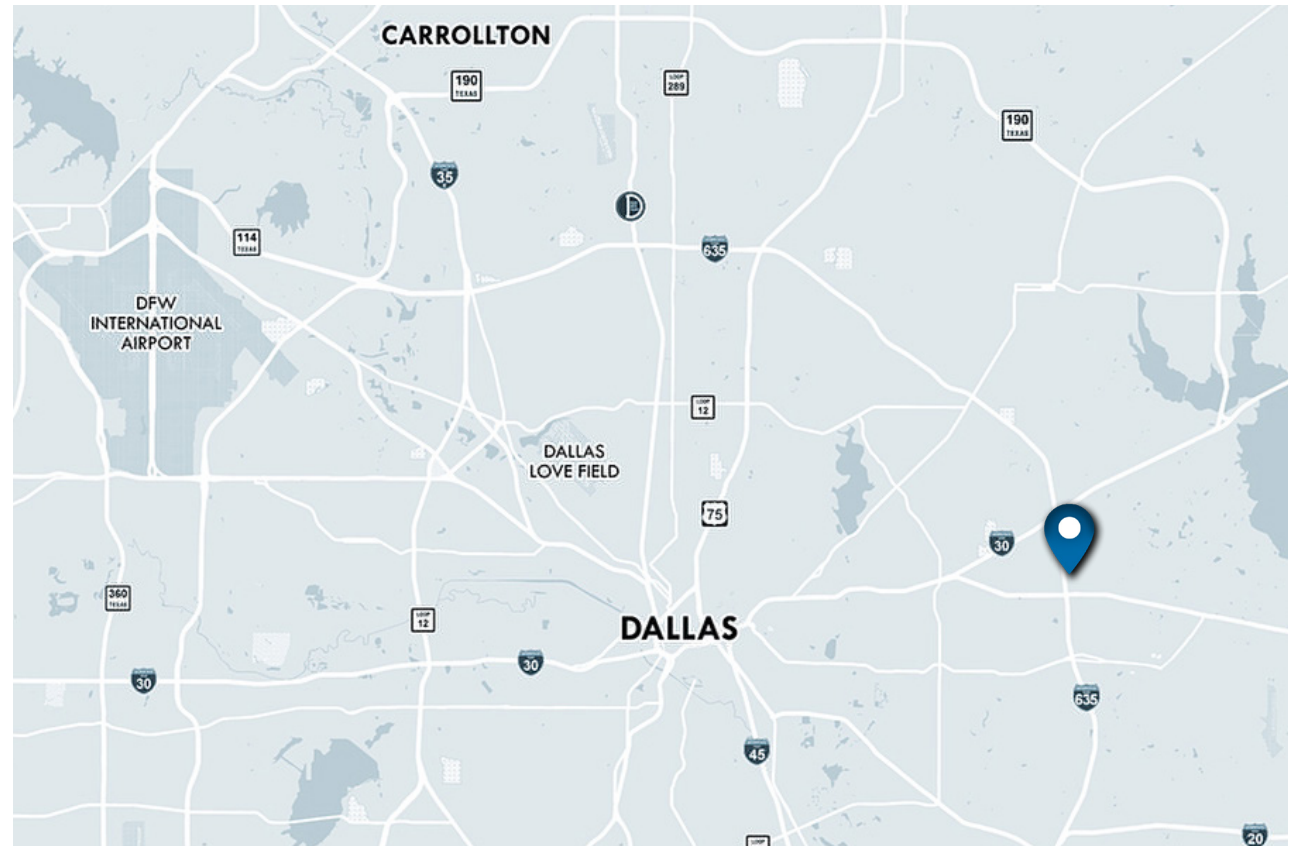 CARROLLTON
190
TEXAS
LOOP
289
190
TEXAS
35
D
114
TEXAS
635
DFW
INTERNATIONAL
AIRPORT
LOOP
12
DALLAS
LOVE FIELD
75
30
360
TEXAS
LOOP
12
DALLAS
30
30
635
45
20
LOOP